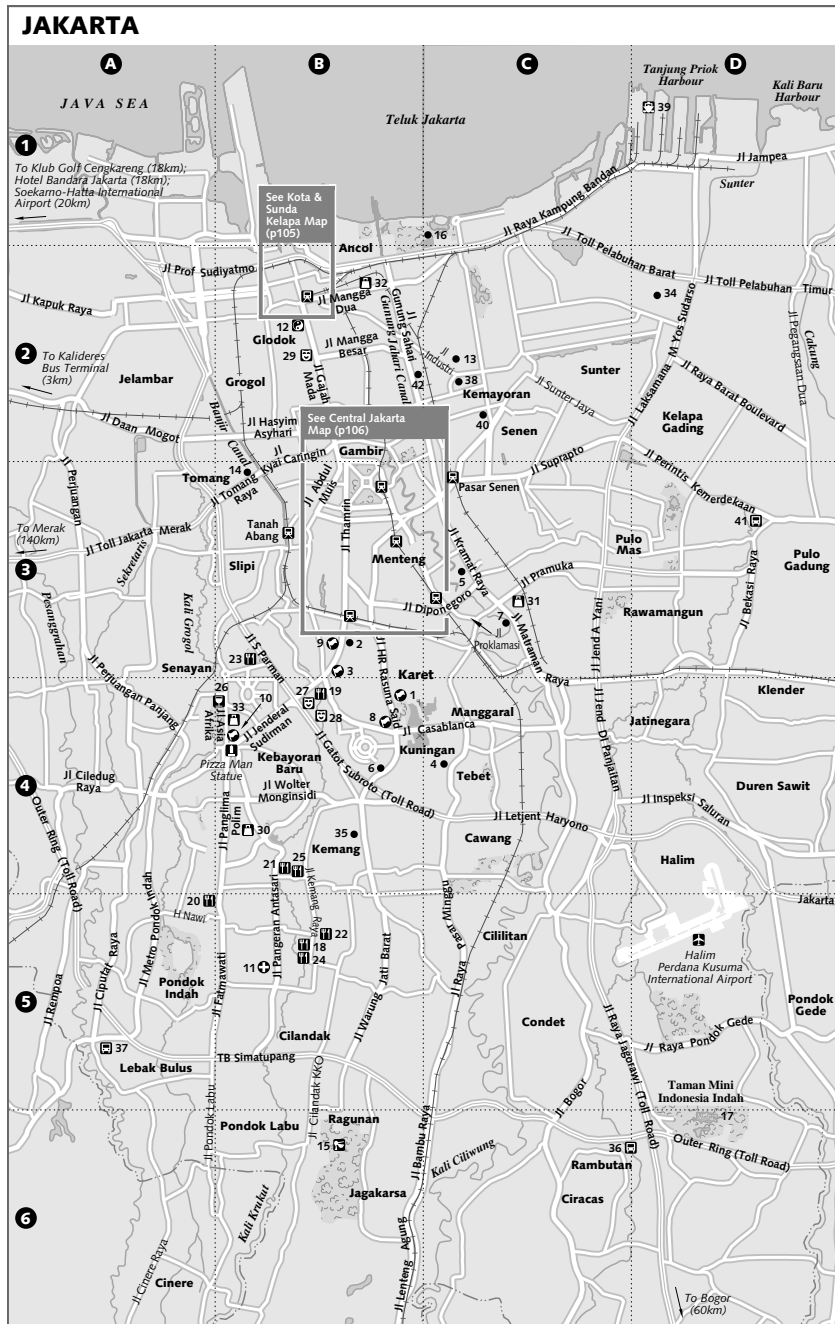 JAKARTA
A
B
C
D
JAVA SEA
Teluk Jakarta
Tanjung Priok
Harbour
Kali Baru
Harbour
39
1
To Klub Golf Cengkareng (18km);
Hotel Bandara Jakarta (18km);
Soekarno-Hatta International
Airport (20km)
Jl Jampea
Sunter
See Kota &
Sunda
Kelapa Map
(p105)
Jl Raya Kampung Bandan
16
Ancol
Jl Prof Sudiyatmo
Jl Toll Pelabuhan Barat
Jl Toll Pelabuhan Timur
32
34
Jl Kapuk Raya
Jl Mangga
Dua
Jl
Gunung Sahari
Gunung Jahari Canal
12
Glodok
Jl Mangga
Besar
Jl
Industri
13
2
To Kalideres
Bus Terminal
(3km)
29
Jl Gajah
Mada
42
38
Kemayoran
Sunter
Jl Laksamana M Yos Sudarso
Jl Pegangsaan Dua
Cakung
Jelambar
Grogol
Jl Sunter Jaya
Jl Raya Barat Boulevard
40
Senen
Kelapa
Gading
Jl Daan Mogot
Banjir
Canal
Jl Hasyim
Asyhari
See Central Jakarta
Map (p106)
Gambir
Jl
Kyai Caringin
Jl Suprapto
Jl Perintis Kemerdekaan
Jl Perjuangan
14
Tomang
Jl Tomang
Raya
Jl Abdul
Muis
Pasar Senen
To Merak
(140km)
Jl Toll Jakarta Merak
Tanah
Abang
Jl Thamrin
41
Pulo
Mas
Pulo
Gadung
Sekretaris
Slipi
Menteng
Jl Kramat Raya
Jl Pramuka
3
5
Pesanggrahan
Kali Grogol
Jl Diponegoro
31
7
Jl Matraman
Raya
Jl Jend A Yani
Rawamangun
Jl Bekasi Raya
Jl
Proklamasi
9
2
23
Jl S Parman
Senayan
3
Jl HR Rasuna Said
Karet
Klender
Jl Perjuangan Panjang
26
10
27
19
1
33
Jl Asia
Afrika
28
8
Manggaral
Jatinegara
Jl Jenderal
Sudirman
Jl Casablanca
Kuningan
Jl Jend DI Panjaitan
Pizza Man
Statue
Kebayoran
Baru
Jl Gatot Subroto (Toll Road)
6
4
Tebet
4
Jl Ciledug
Raya
Jl Wolter
Monginsidi
Duren Sawit
Outer Ring (Toll Road)
Jl Panglima
Polim
Jl Letjent Haryono
Jl Inspeksi Saluran
30
35
Kemang
Cawang
Halim
25
21
Jl Kemang
Raya
Pasar Minggu
Jakarta
20
H Nawi
Jl Metro Pondok Indah
Jl Pangeran Antasari
22
18
24
Cililitan
Halim
Perdana Kusuma
International Airport
11
Jl Rempoa
Jl Ciputat Raya
Pondok
Indah
Jl Fatmawati
Jl Warung Jati Barat
Jl Raya
5
Condet
Pondok
Gede
Cilandak
37
Lebak Bulus
TB Simatupang
Jl Raya Jagorawi (Toll Road)
Jl Raya Pondok Gede
Taman Mini
Indonesia Indah
17
Jl Cilandak KKO
Jl Bogor
Jl Pondok Labu
Pondok Labu
Ragunan
15
Jl Bambu Raya
Kali Ciliwung
36
Rambutan
Outer Ring (Toll Road)
Jagakarsa
Ciracas
6
Kali Krukut
Jl Lenteng Agung
Jl Cinere Raya
Cinere
To Bogor
(60km)